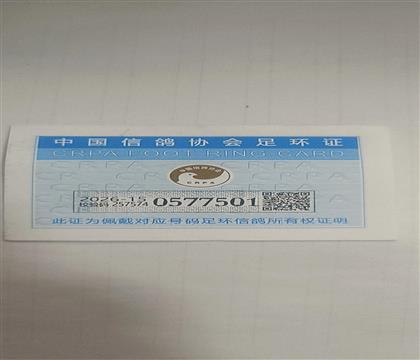 中国信鸽协会足环证
CRPA FOOT RING CARD
CRPA
0577501
此证为佩戴对应号码足环信鸽所有权证明